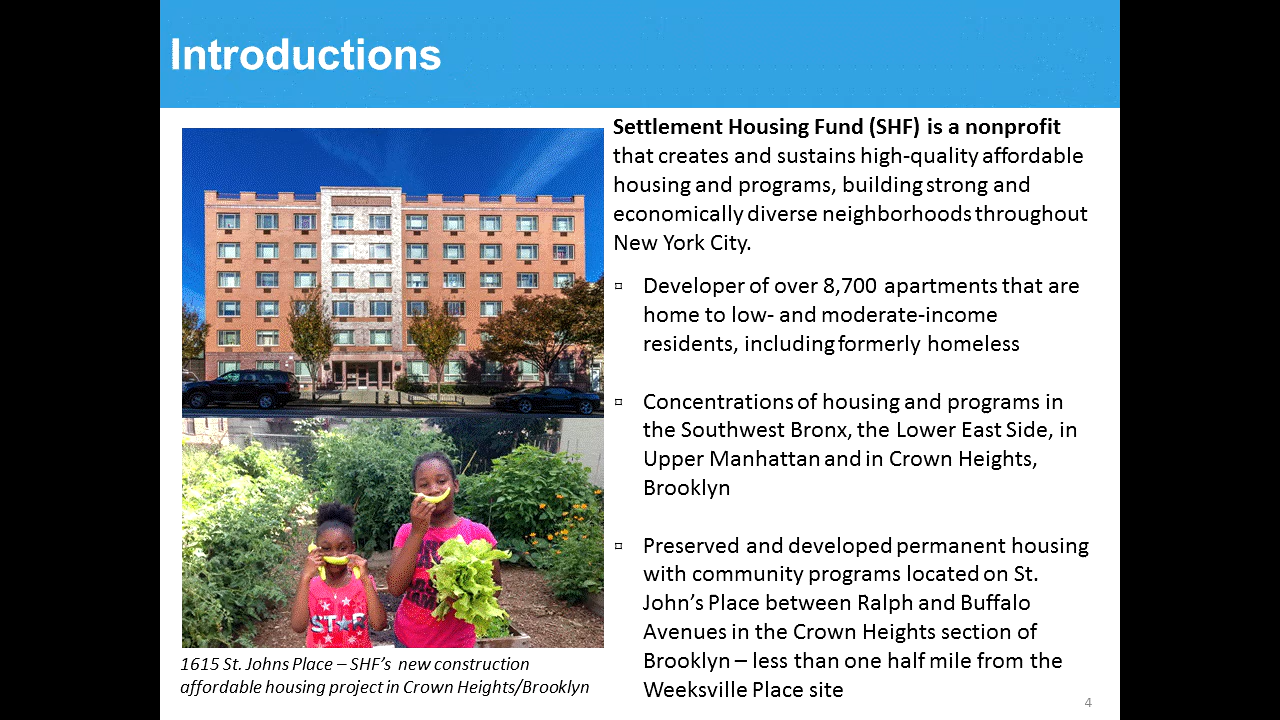 Introductions
Settlement Housing Fund (SHF) is a nonprofit
that creates and sustains high-quality affordable
housing and programs, building strong and
economically diverse neighborhoods throughout
New York City.
Developer of over 8,700 apartments that are
home to low- and moderate-income
residents, including formerly homeless
Concentrations of housing and programs in
the Southwest Bronx, the Lower East Side, in
Upper Manhattan and in Crown Heights,
Brooklyn
Preserved and developed permanent housing
with community programs located on St.
John’s Place between Ralph and Buffalo
Avenues in the Crown Heights section of
Brooklyn – less than one half mile from the
Weeksville Place site
STAR
1615 St. Johns Place – SHF’s new construction
affordable housing project in Crown Heights/Brooklyn
4